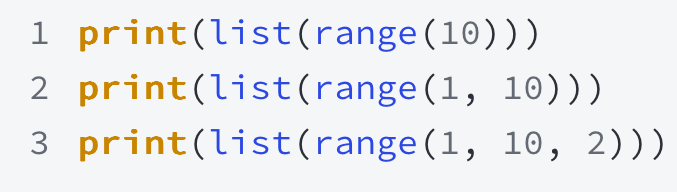 1 print(list(range(10)))
2 print(list(range(1, 10)))
3 print(list(range(1, 10, 2)))